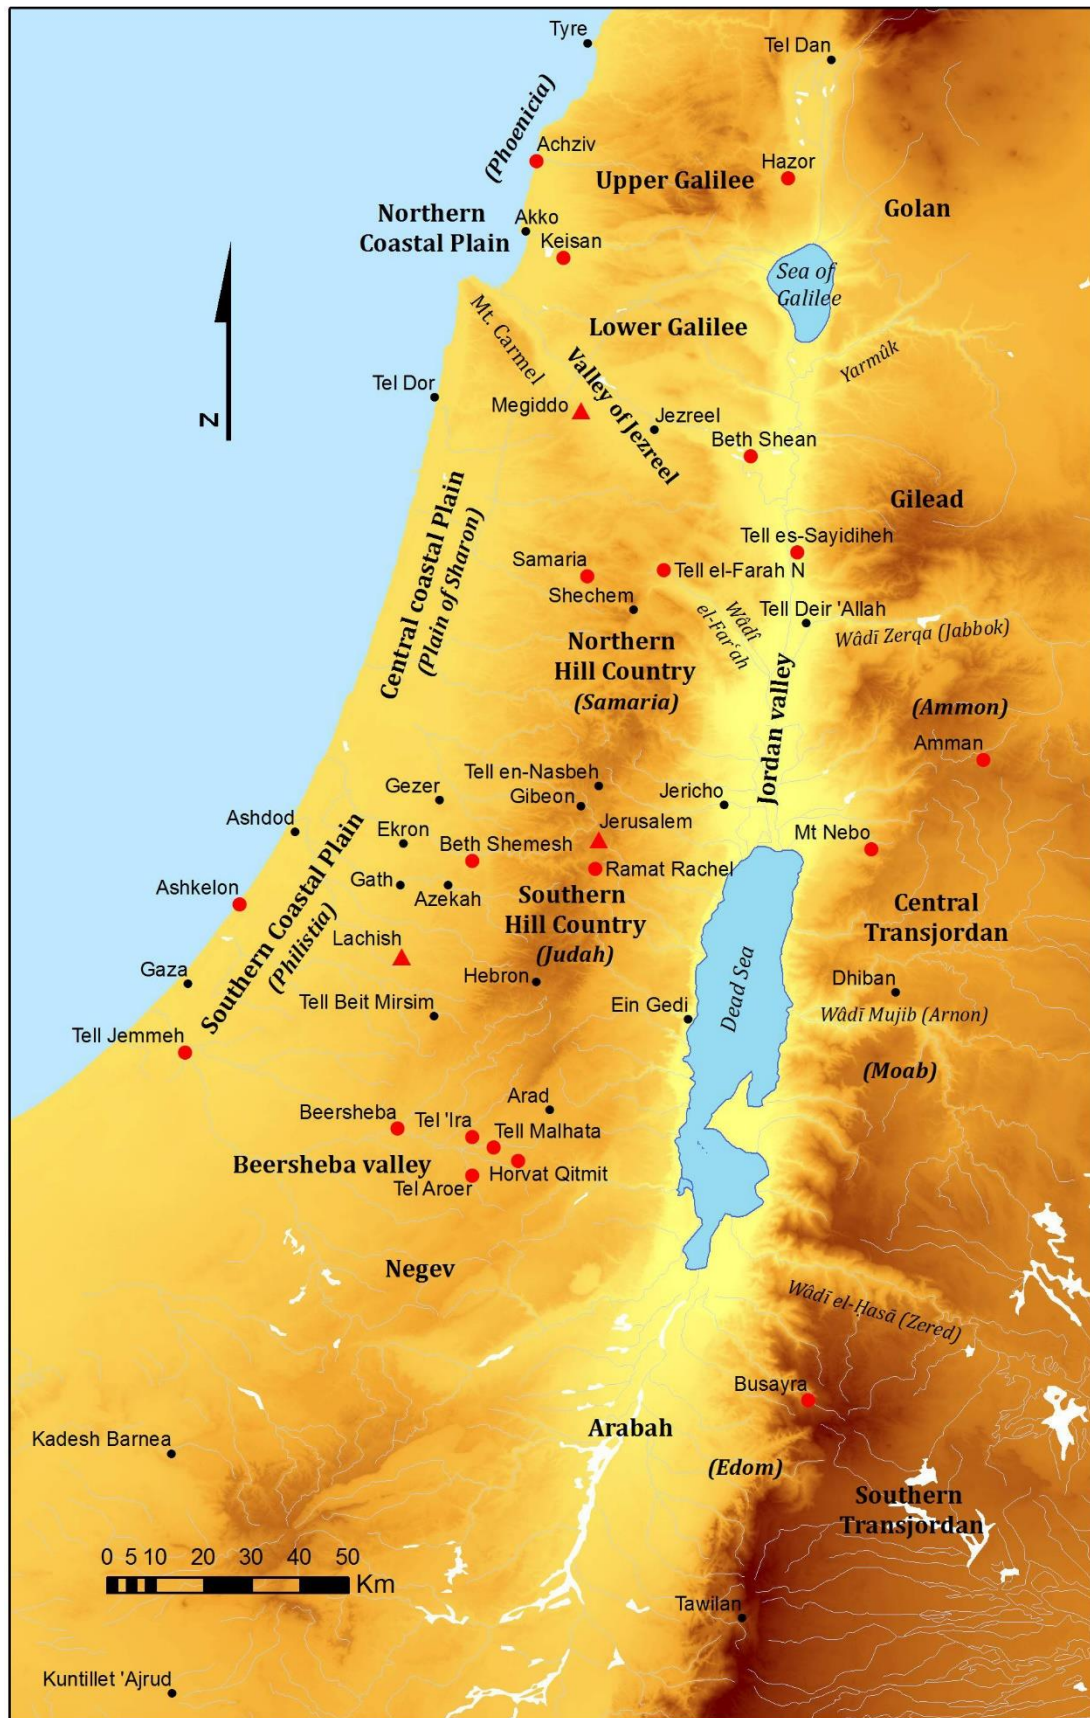 Tyre
Tel Dan
(Phoenicia)
Achziv
Hazor
Upper Galilee
Northern
Coastal Plain
Golan
Akko
Keisan
Sea of
Galilee
Mt. Carmel
Lower Galilee
Yarmûk
Z
Tel Dor
Valley of Jezreel
Megiddo
Jezreel
Beth Shean
Gilead
Central coastal Plain
(Plain of Sharon)
Tell es-Sayidiheh
Samaria
Tell el-Farah N
Shechem
Wâdî
el-Farʿah
Tell Deir 'Allah
Wâdī Zerqa (Jabbok)
Northern
Hill Country
(Samaria)
Jordan valley
(Ammon)
Amman
Tell en-Nasbeh
Gezer
Gibeon
Jericho
Ashdod
Ekron
Jerusalem
Mt Nebo
Beth Shemesh
Ramat Rachel
Ashkelon
Gath
Azekah
Southern Coastal Plain
(Philistia)
Southern
Hill Country
(Judah)
Central
Transjordan
Lachish
Gaza
Hebron
Dead Sea
Dhiban
Tell Beit Mirsim
Ein Gedi
Wâdī Mujib (Arnon)
Tell Jemmeh
(Moab)
Arad
Beersheba
Tel 'Ira
Tell Malhata
Beersheba valley
Horvat Qitmit
Tel Aroer
Negev
Wâdī el-Ḥasā (Zered)
Busayra
Arabah
Kadesh Barnea
(Edom)
Southern
Transjordan
0 5 10 20 30 40 50
Km
Tawilan
Kuntillet 'Ajrud